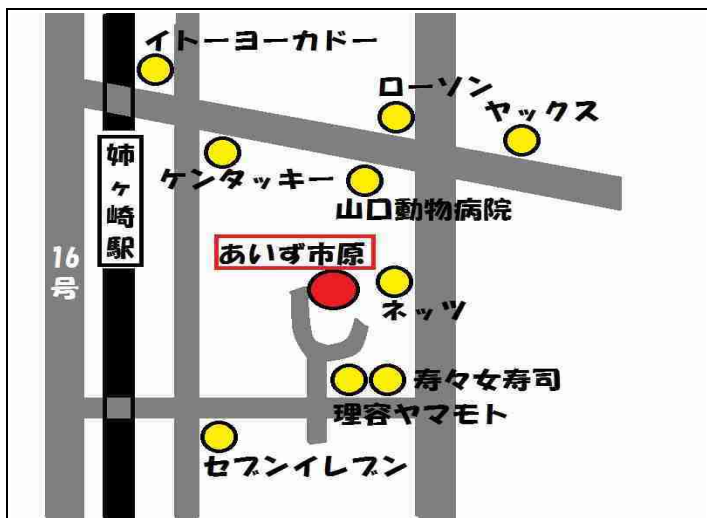 イトーヨーカドー
ローソン
ヤックス
ケンタッキー
山口動物病院
姉ヶ崎駅
16号
あいず市原
ネッツ
寿々女寿司
理容ヤマモト
セブンイレブン